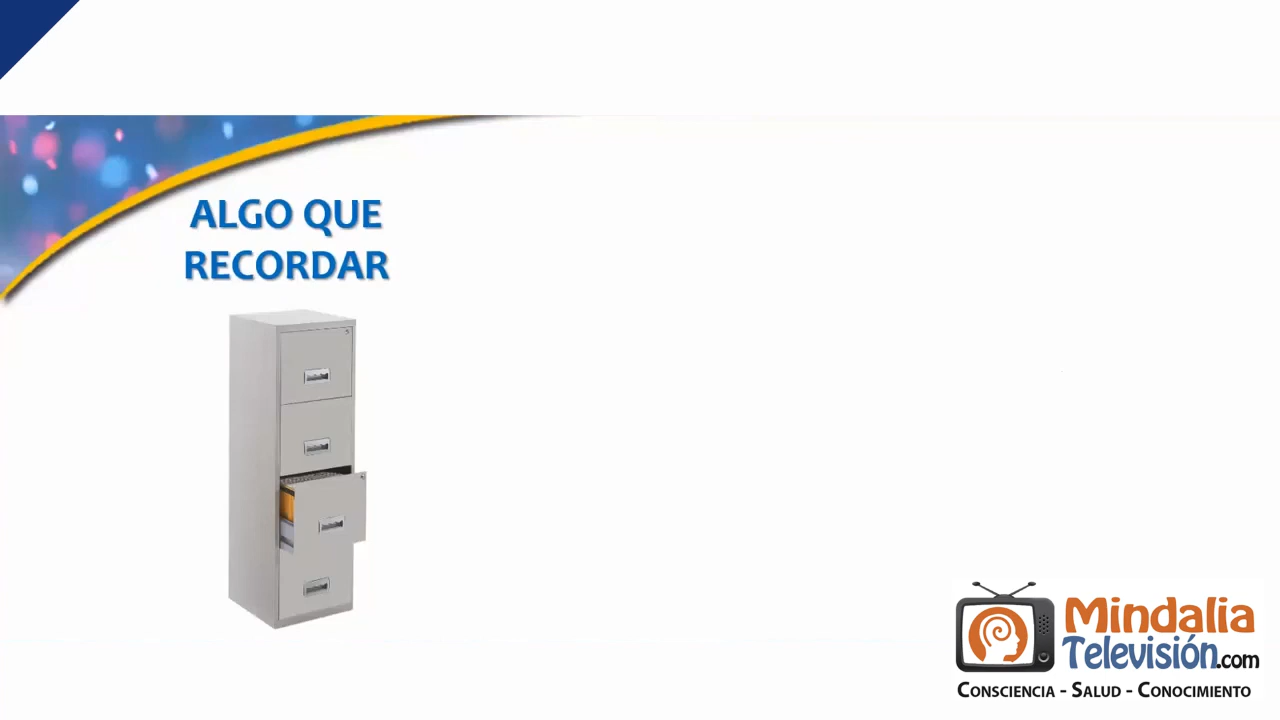 ALGO QUE
RECORDAR
Mindalia
Televisión.com
CONSCIENCIA - SALUD - CONOCIMIENTO